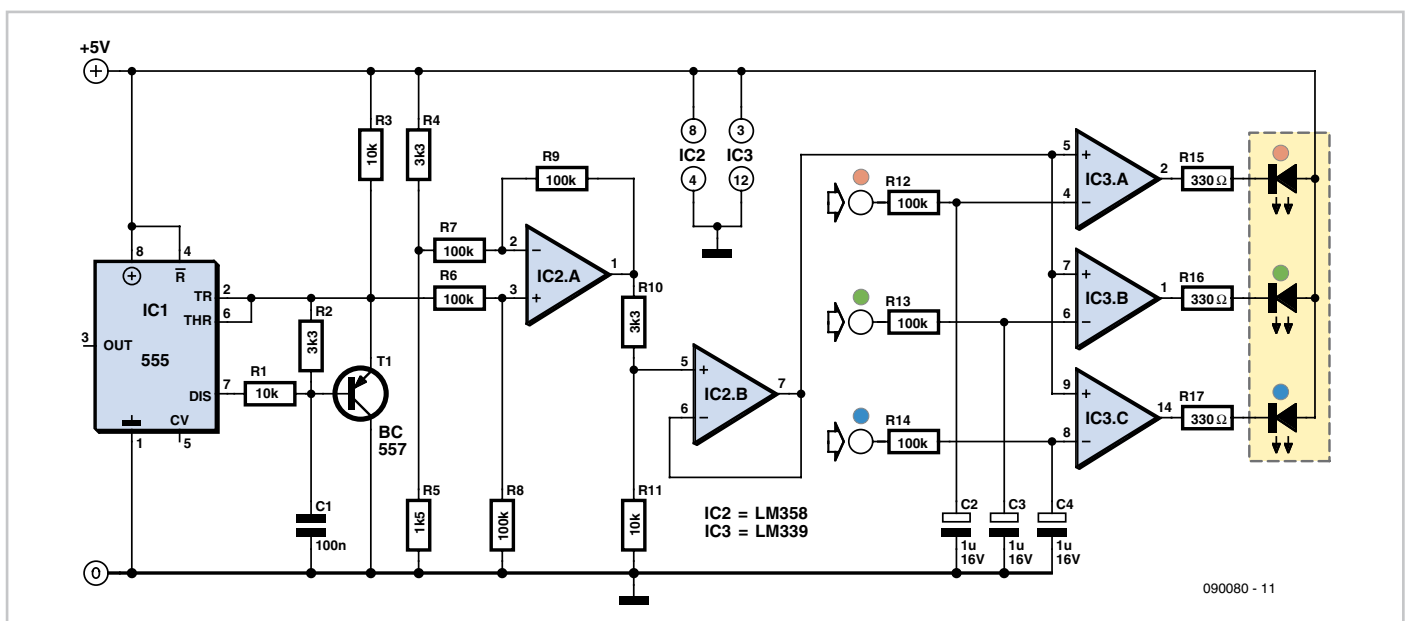 +5V
+
R3
10k
R4
3k3
8
IC2
4
3
IC3
12
R9
100k
R7
100k
2
−
IC2.A
1
R6
100k
3
+
R10
3k3
8
4
+
R
IC1
555
TR
2
THR
6
3
OUT
DIS
7
CV
1
5
R1
10k
R2
3k3
T1
BC
557
C1
100n
R5
1k5
R8
100k
R11
10k
5
+
IC2.B
7
6
−
IC2 = LM358
IC3 = LM339
R12
100k
R13
100k
R14
100k
5
+
IC3.A
2
4
−
R15
330 Ω
7
+
IC3.B
1
6
−
R16
330 Ω
9
+
IC3.C
14
8
−
R17
330 Ω
C2
1u
16V
C3
1u
16V
C4
1u
16V
0
090080 - 11